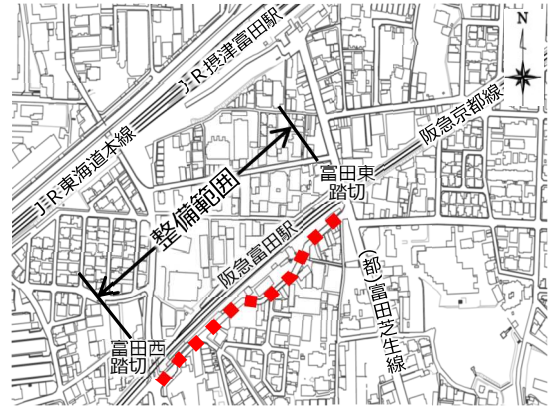 N
JR摂津富田駅
阪急京都線
JR東海道本線
富田東
踏切
整備範囲
阪急富田駅
(都)富田芝生線
富田西
踏切